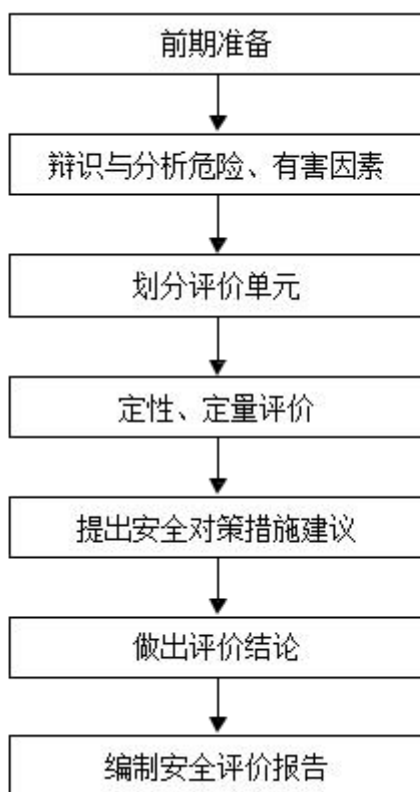 前期准备
辩识与分析危险、有害因素
划分评价单元
定性、定量评价
提出安全对策措施建议
做出评价结论
编制安全评价报告